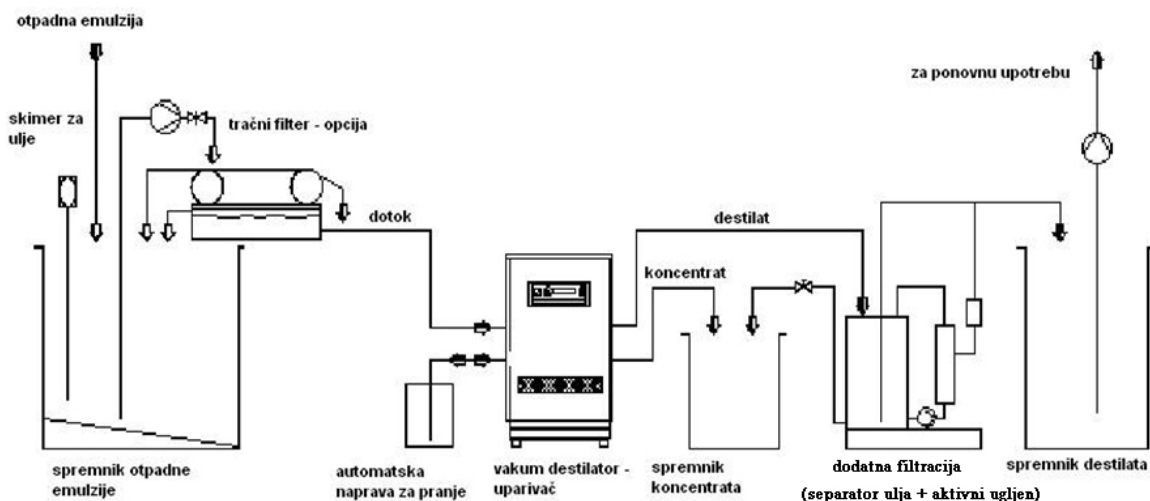 otpadna emulzija
za ponovnu upotrebu
skimer za
ulje
tračni filter - opcija
dotok
destilat
koncentrat
spremnik otpadne
emulzije
automatska
naprava za pranje
vakum destilator -
uparivač
spremnik
koncentrata
dodatna filtracija
(separator ulja + aktivni ugljen)
spremnik destilata